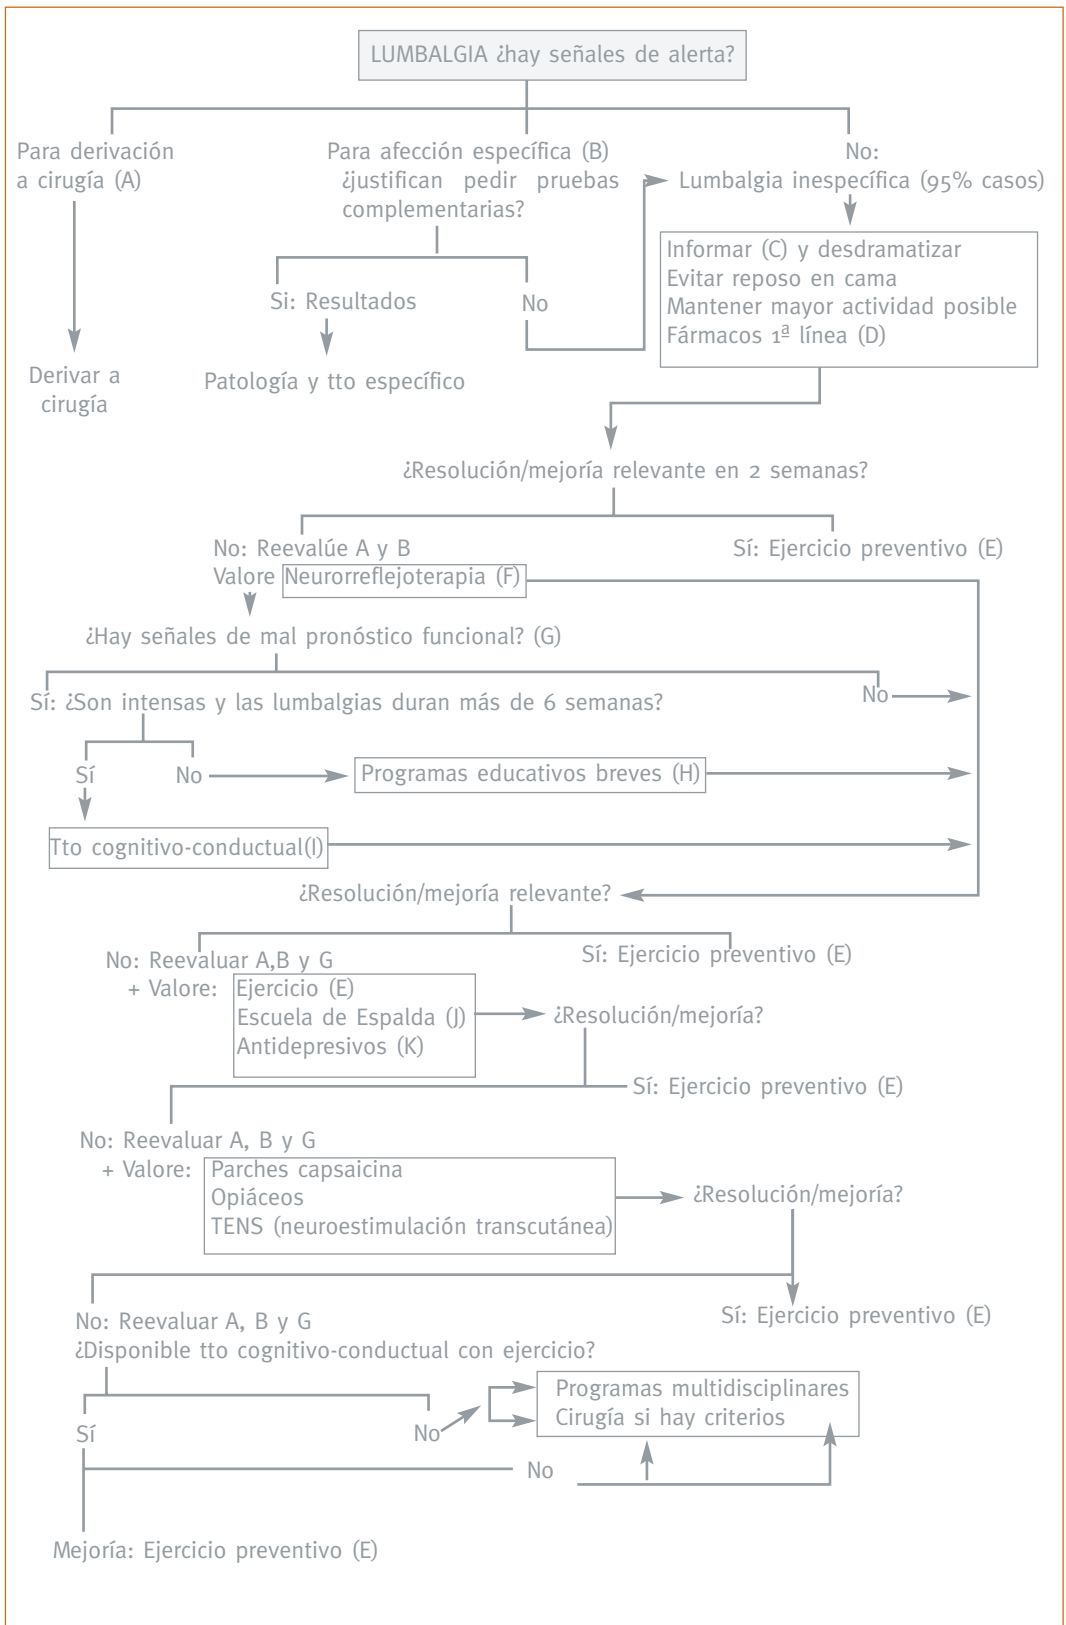 LUMBALGIA ¿hay señales de alerta?
Para derivación
a cirugía (A)
Para afección específica (B)
¿justifican pedir pruebas
complementarias?
No:
Lumbalgia inespecífica (95% casos)
Informar (C) y desdramatizar
Evitar reposo en cama
Mantener mayor actividad posible
Fármacos 1ª línea (D)
Si: Resultados
No
Derivar a
cirugía
Patología y tto específico
¿Resolución/mejoría relevante en 2 semanas?
No: Reevalúe A y B
Valore Neurorreflejoterapia (F)
Sí: Ejercicio preventivo (E)
¿Hay señales de mal pronóstico funcional? (G)
Sí: ¿Son intensas y las lumbalgias duran más de 6 semanas?
No
Sí
No
Programas educativos breves (H)
Tto cognitivo-conductual(I)
¿Resolución/mejoría relevante?
No: Reevaluar A,B y G
+ Valore:
Ejercicio (E)
Escuela de Espalda (J)
Antidepresivos (K)
Sí: Ejercicio preventivo (E)
¿Resolución/mejoría?
Sí: Ejercicio preventivo (E)
No: Reevaluar A, B y G
+ Valore:
Parches capsaicina
Opiáceos
TENS (neuroestimulación transcutánea)
¿Resolución/mejoría?
Sí: Ejercicio preventivo (E)
No: Reevaluar A, B y G
¿Disponible tto cognitivo-conductual con ejercicio?
Sí
No
Programas multidisciplinares
Cirugía si hay criterios
No
Mejoría: Ejercicio preventivo (E)